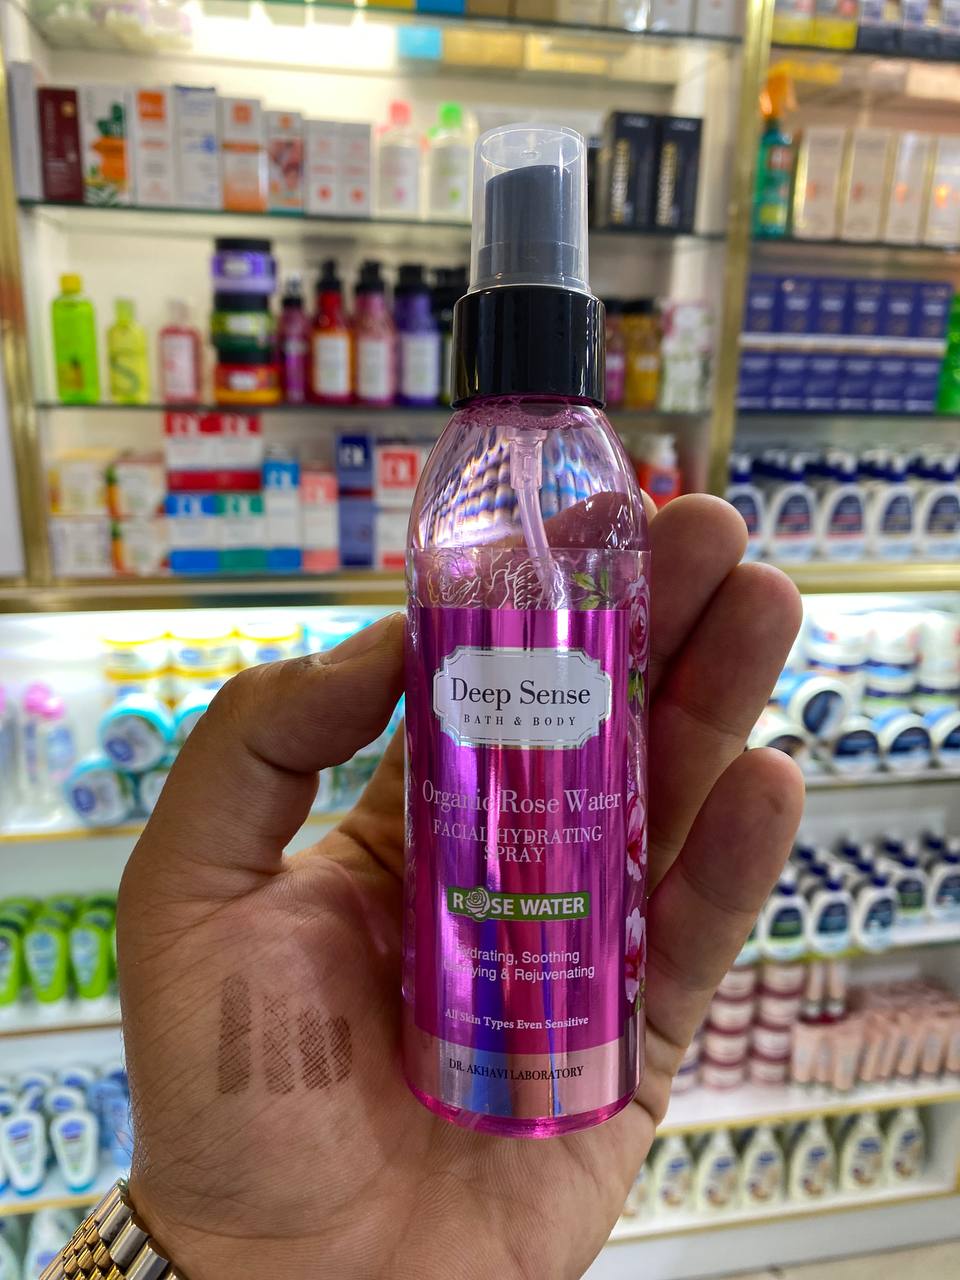 Deep Sense
BATH & BODY
Organic Rose Water
FACIAL HYDRATING
SPRAY
ROSE WATER
Hydrating, Soothing
& Rejuvenating
All Skin Types Even Sensitive
DR. AKHAVI LABORATORY